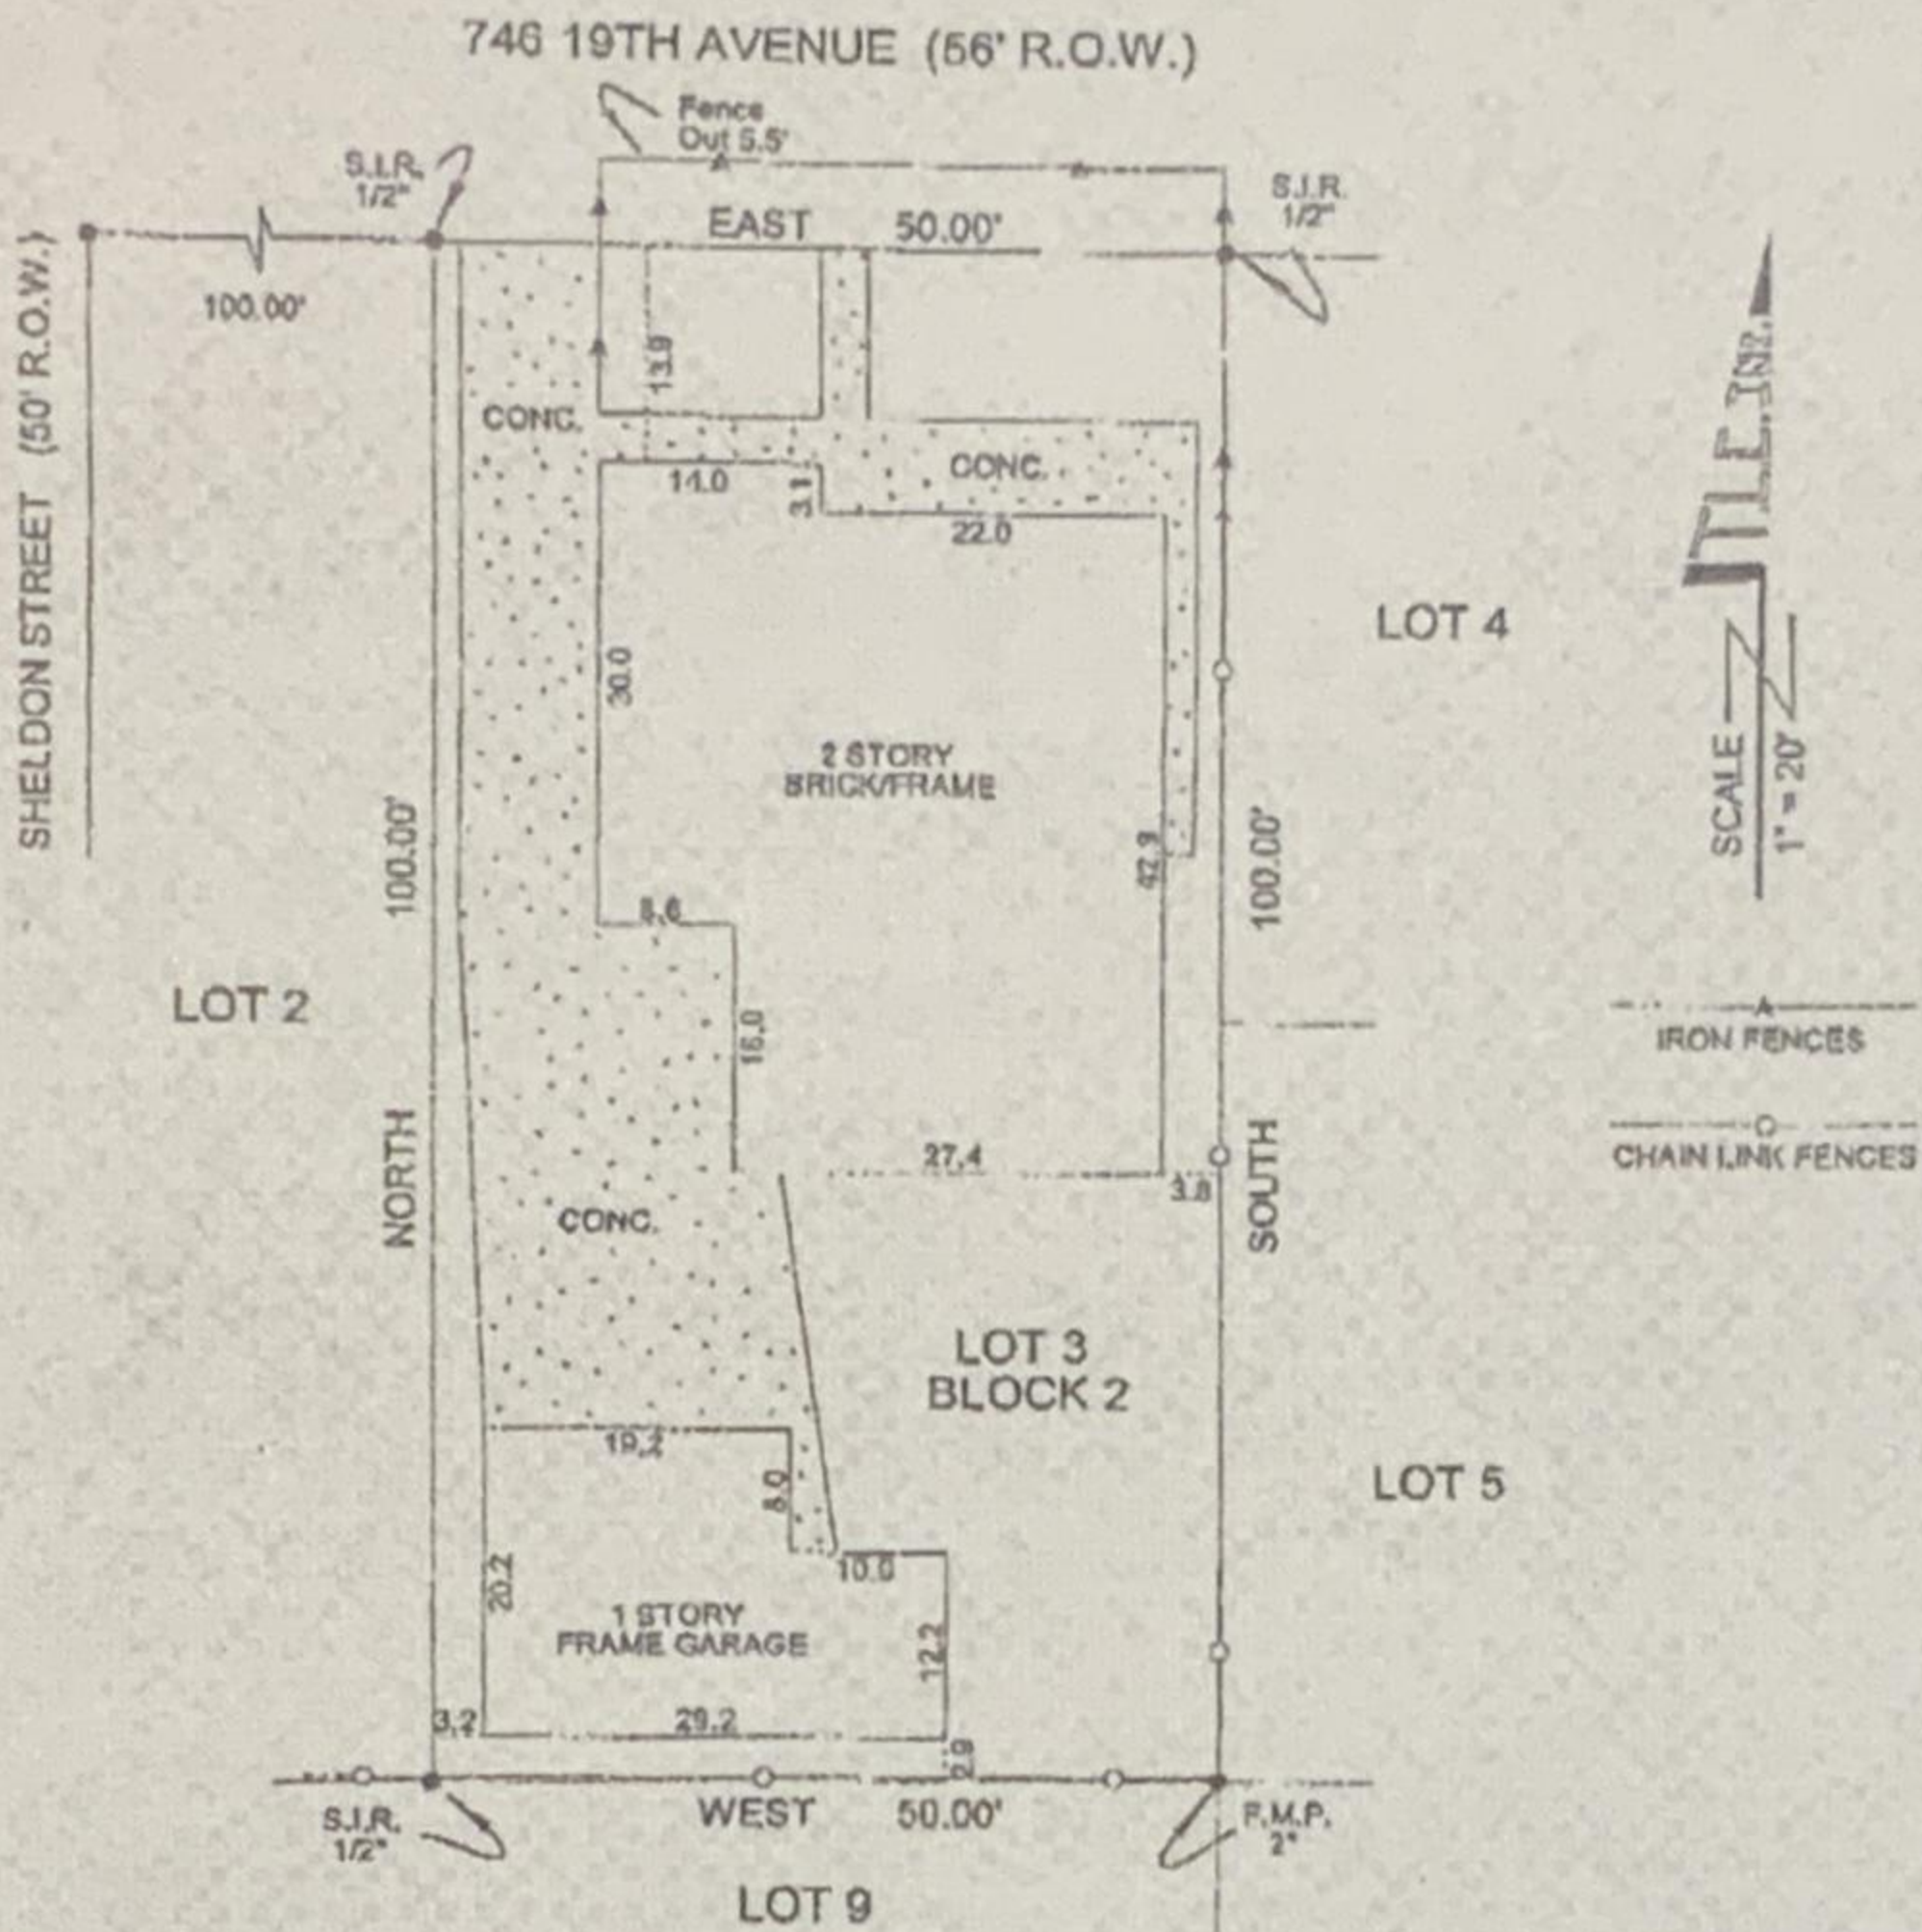 746 19TH AVENUE (56' R.O.W.)
Fence
Out 5.5'
S.I.R.
1/2"
S.I.R.
1/2"
EAST 50.00'
100.00'
SHELDON STREET (50' R.O.W.)
13.9
CONC.
CONC.
14.0
3.1
22.0
LOT 4
30.0
2 STORY
BRICK/FRAME
SCALE
1" = 20'
100.00'
42.9
100.00'
8.6
LOT 2
16.0
IRON FENCES
NORTH
27.4
3.8
SOUTH
CHAIN LINK FENCES
CONC.
LOT 3
BLOCK 2
19.2
8.0
LOT 5
20.2
10.0
1 STORY
FRAME GARAGE
12.2
3.2
29.2
2.9
S.I.R.
1/2"
WEST 50.00'
F.M.P.
2"
LOT 9